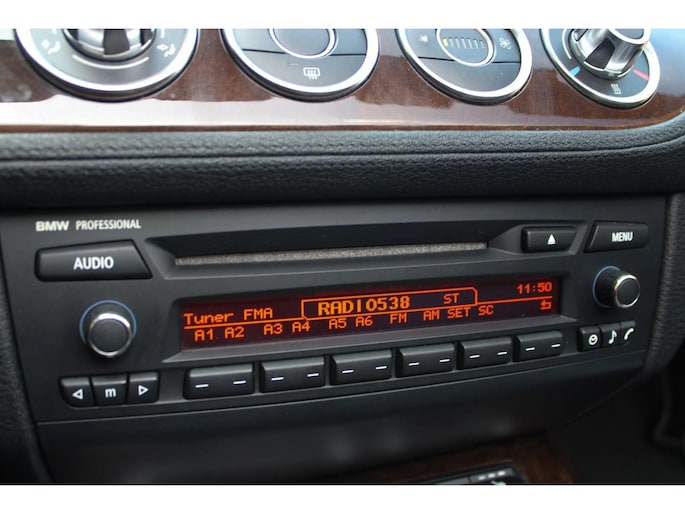 BMW PROFESSIONAL
AUDIO
MENU
Tuner FMA
RADIO538
ST
11:50
A1 A2 A3 A4 A5 A6 FM AM SET SC
m